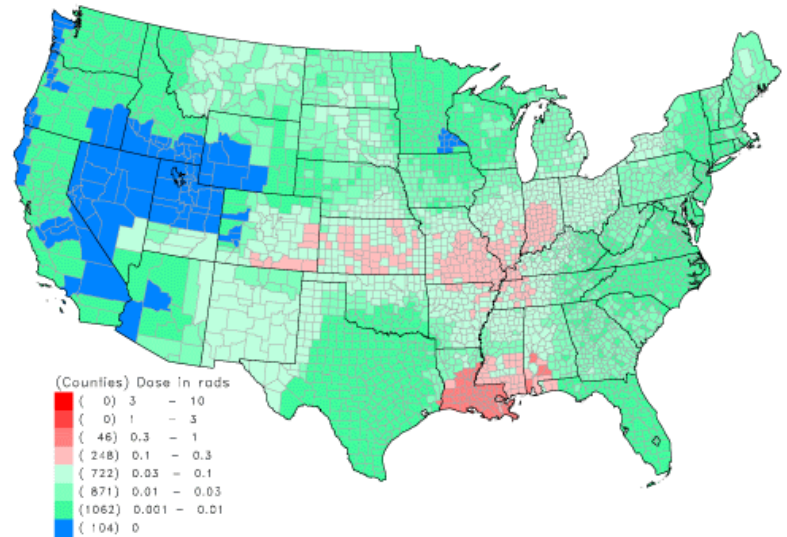 (Counties) Dose in rads
( 0) 3 - 10
( 0) 1 - 3
( 46) 0.3 - 1
( 248) 0.1 - 0.3
( 722) 0.03 - 0.1
( 871) 0.01 - 0.03
(1062) 0.001 - 0.01
( 104) 0